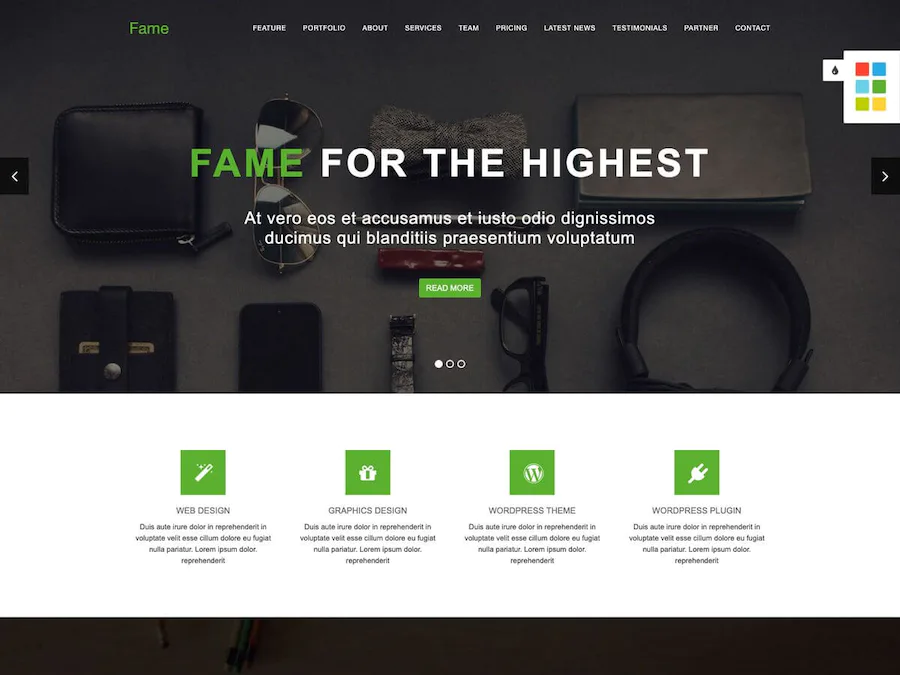 Fame
FEATURE PORTFOLIO ABOUT SERVICES TEAM PRICING LATEST NEWS TESTIMONIALS PARTNER CONTACT
FAME FOR THE HIGHEST
At vero eos et accusamus et iusto odio dignissimos
ducimus qui blanditiis praesentium voluptatum
READ MORE
WEB DESIGN
Duis aute irure dolor in reprehenderit in
voluptate velit esse cillum dolore eu fugiat
nulla pariatur. Lorem ipsum dolor.
reprehenderit
GRAPHICS DESIGN
Duis aute irure dolor in reprehenderit in
voluptate velit esse cillum dolore eu fugiat
nulla pariatur. Lorem ipsum dolor.
reprehenderit
WORDPRESS THEME
Duis aute irure dolor in reprehenderit in
voluptate velit esse cillum dolore eu fugiat
nulla pariatur. Lorem ipsum dolor.
reprehenderit
WORDPRESS PLUGIN
Duis aute irure dolor in reprehenderit in
voluptate velit esse cillum dolore eu fugiat
nulla pariatur. Lorem ipsum dolor.
reprehenderit